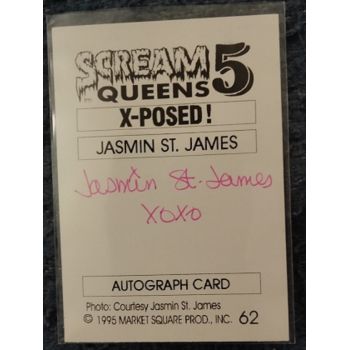 SCREAM
QUEENS 5
X-POSED!
JASMIN ST. JAMES
Jasmin St. James
XOXO
AUTOGRAPH CARD
Photo: Courtesy Jasmin St. James
© 1995 MARKET SQUARE PROD., INC. 62